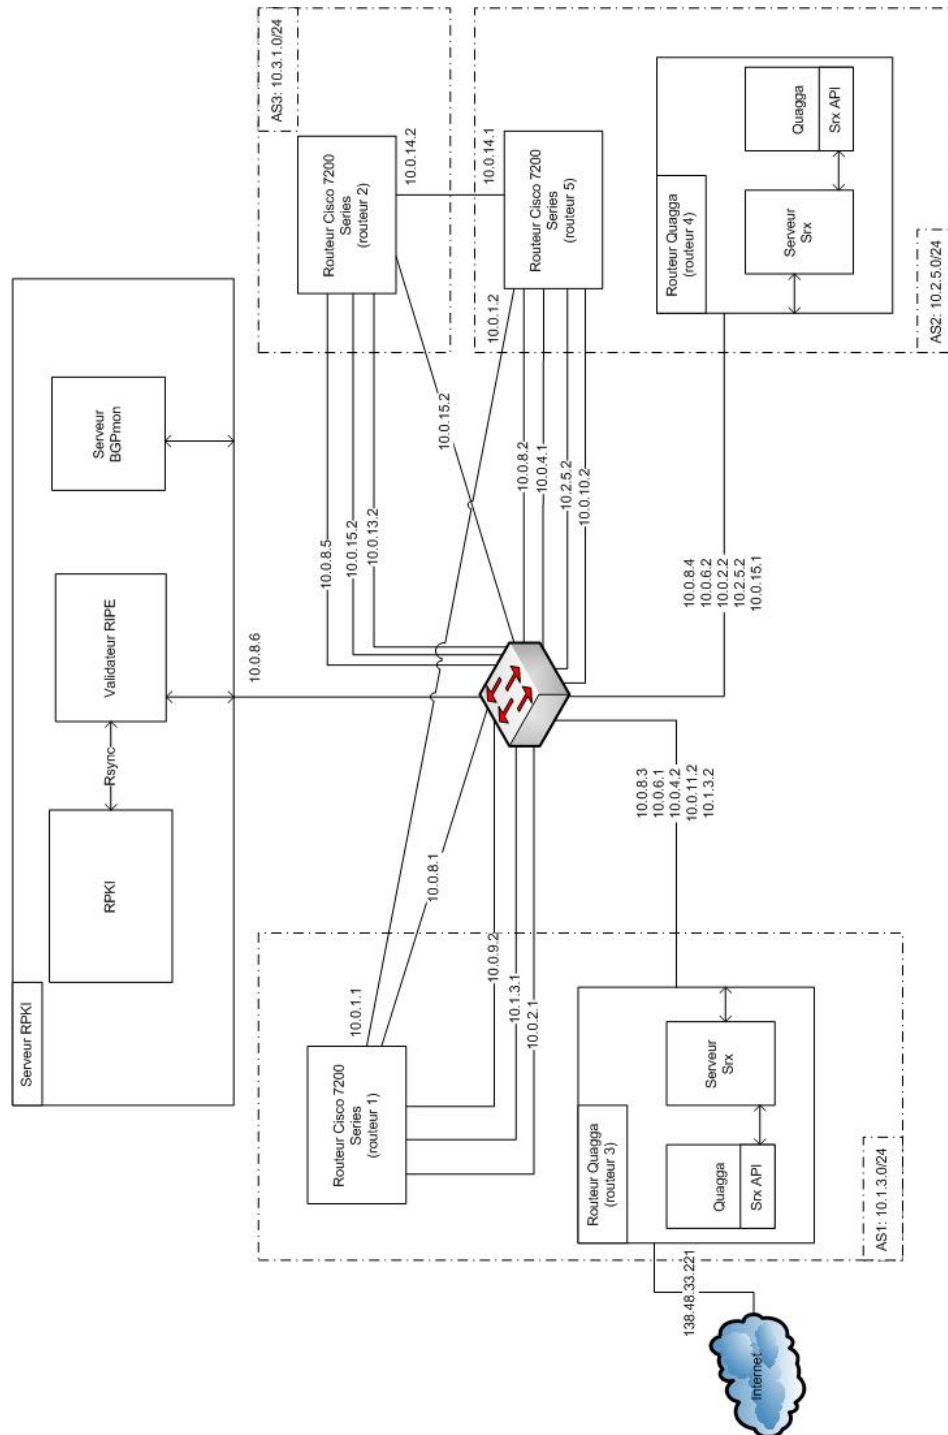 Serveur RPKI
RPKI
Rsync
Validateur RIPE
Serveur
BGPmon
10.0.8.6
AS3: 10.3.1.0/24
Routeur Cisco 7200
Series
(routeur 2)
10.0.14.2
10.0.8.5
10.0.15.2
10.0.13.2
10.0.15.2
10.0.14.1
Routeur Cisco 7200
Series
(routeur 5)
10.0.1.2
10.0.8.2
10.0.4.1
10.2.5.2
10.0.10.2
Routeur Quagga
(routeur 4)
Serveur
Srx
Quagga
Srx API
AS2: 10.2.5.0/24
10.0.8.4
10.0.6.2
10.0.2.2
10.2.5.2
10.0.15.1
Routeur Cisco 7200
Series
(routeur 1)
10.0.1.1
10.0.8.1
10.0.9.2
10.1.3.1
10.0.2.1
10.0.8.3
10.0.6.1
10.0.4.2
10.0.11.2
10.1.3.2
Routeur Quagga
(routeur 3)
Quagga
Srx API
Serveur
Srx
AS1: 10.1.3.0/24
138.48.33.221
Internet